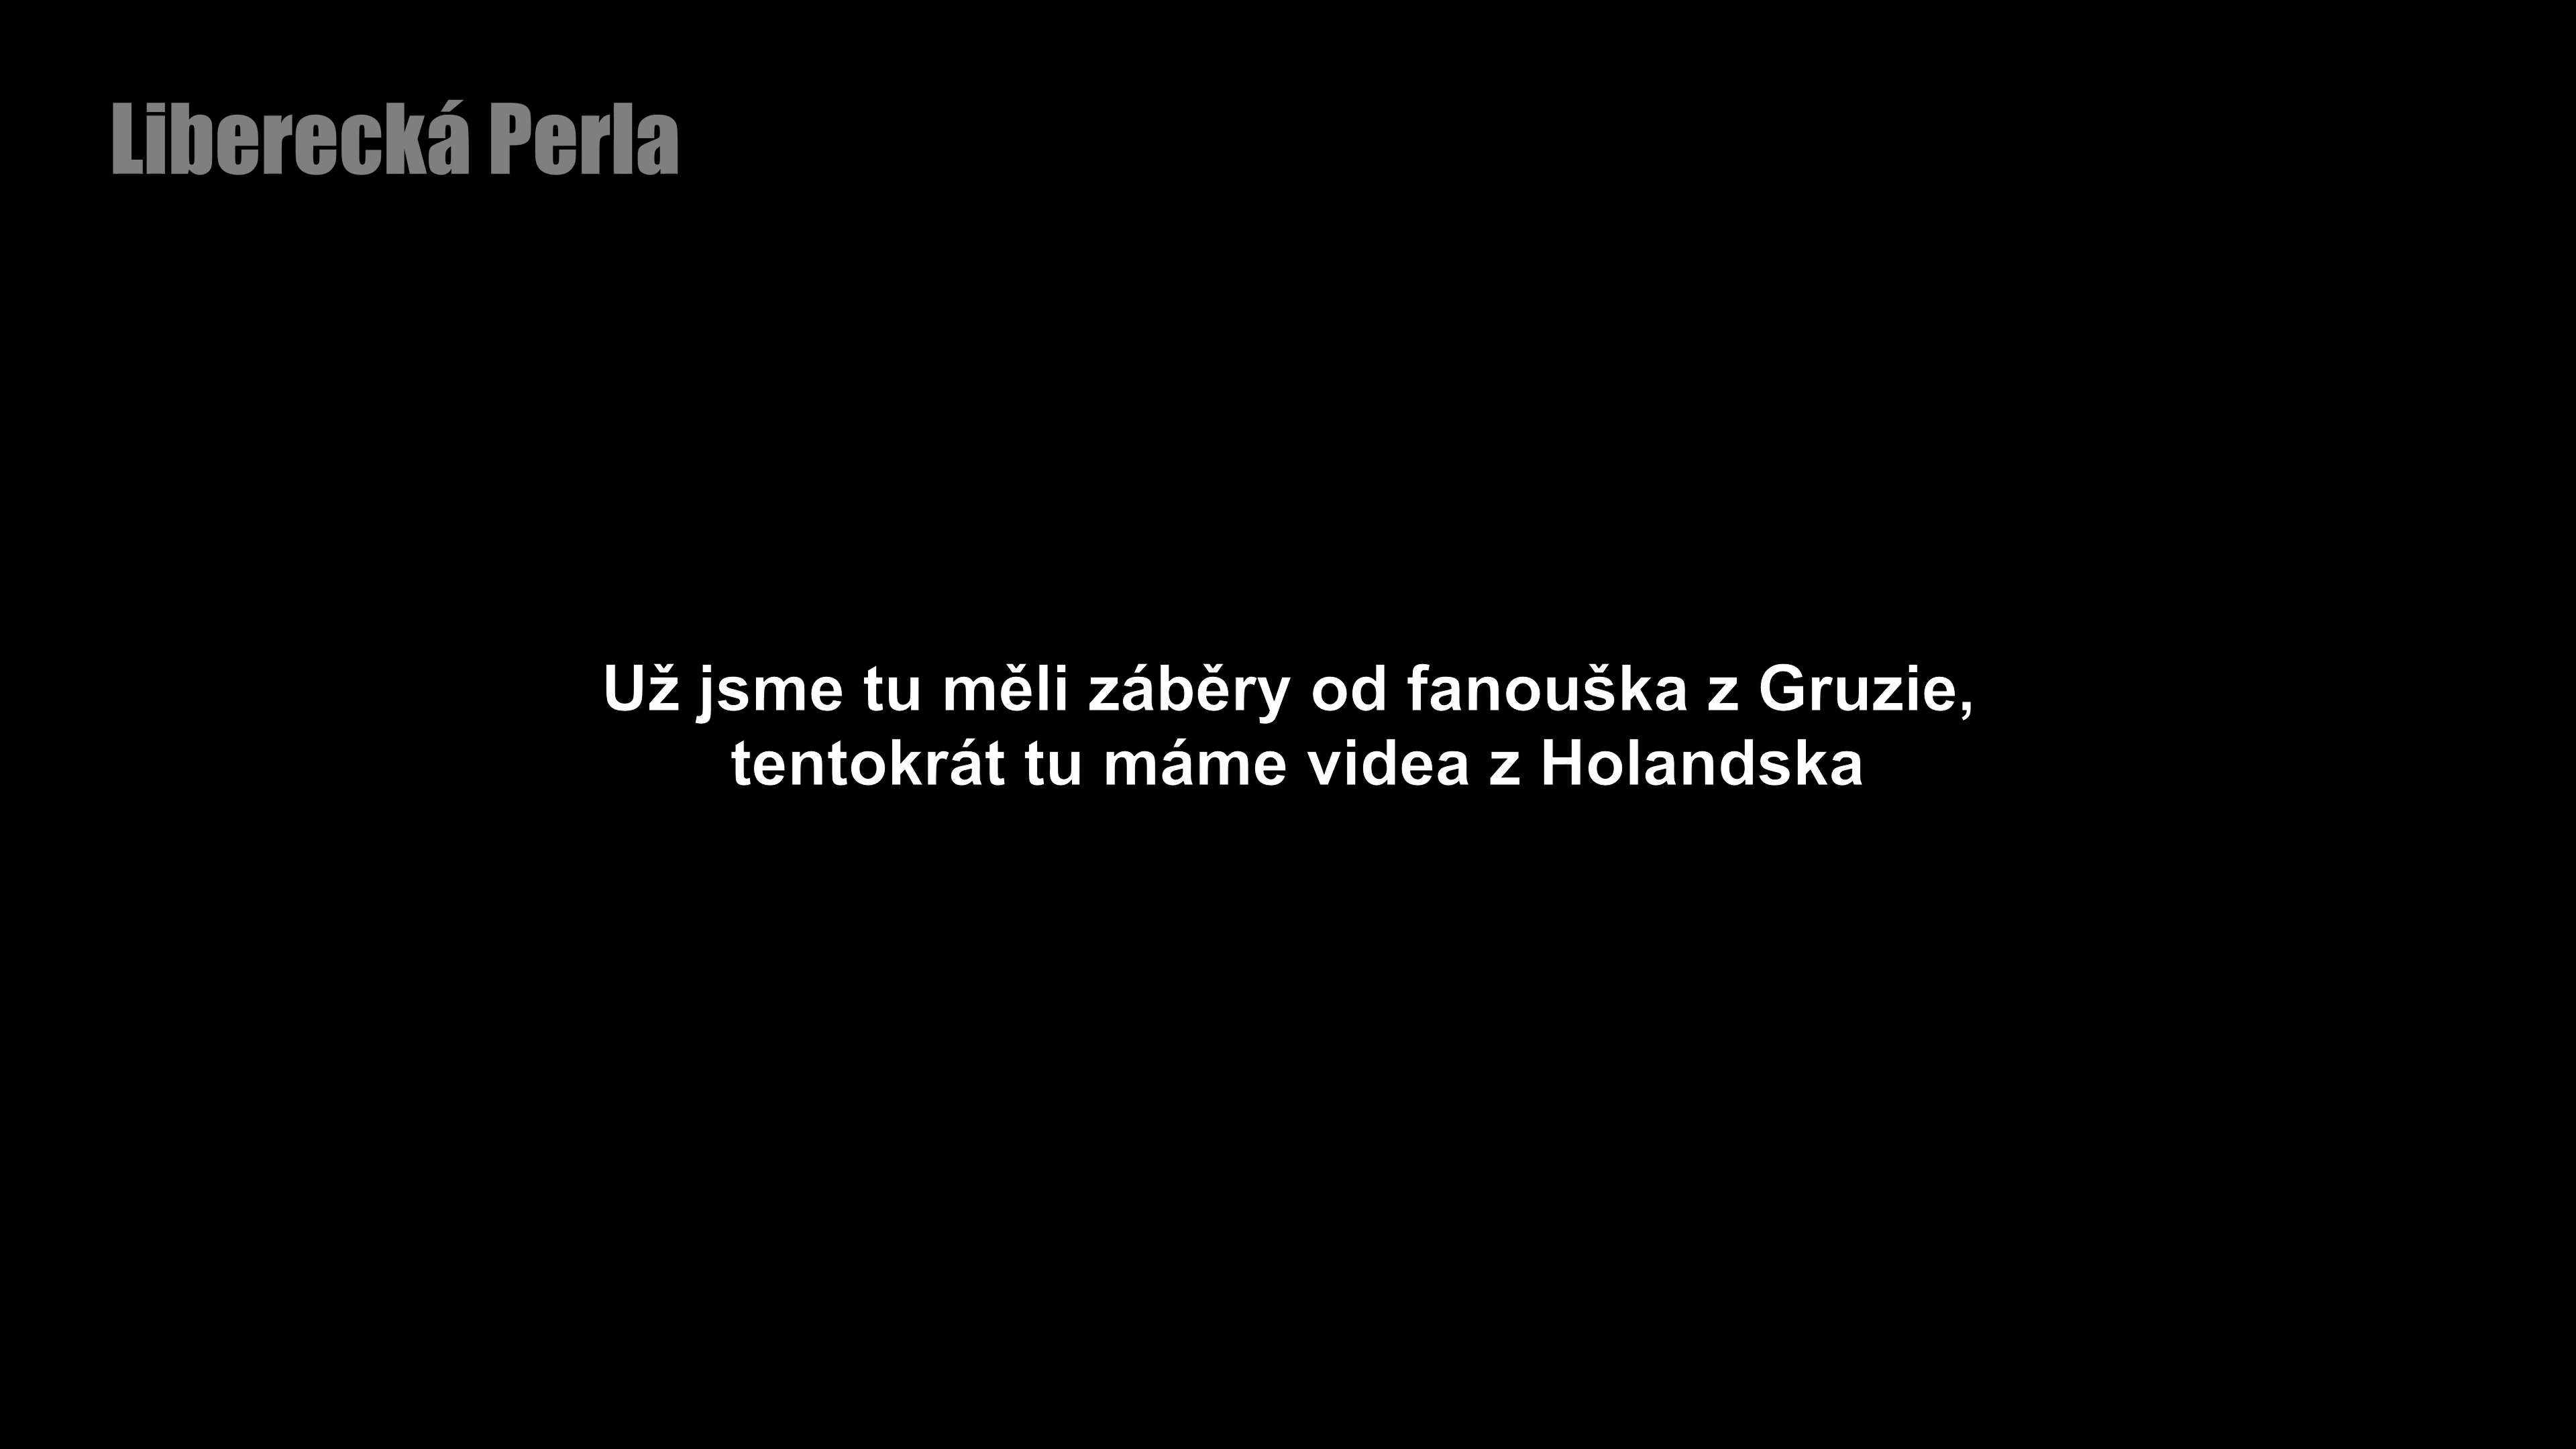 Liberecká Perla
Už jsme tu měli záběry od fanouška z Gruzie,
tentokrát tu máme videa z Holandska